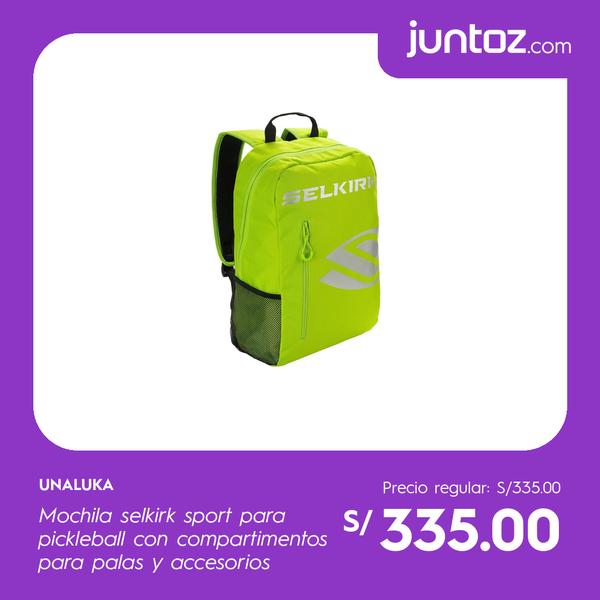 juntoz.com
SELKIRK
UNALUKA
Mochila selkirk sport para
pickleball con compartimentos
para palas y accesorios
Precio regular: S/335.00
S/ 335.00